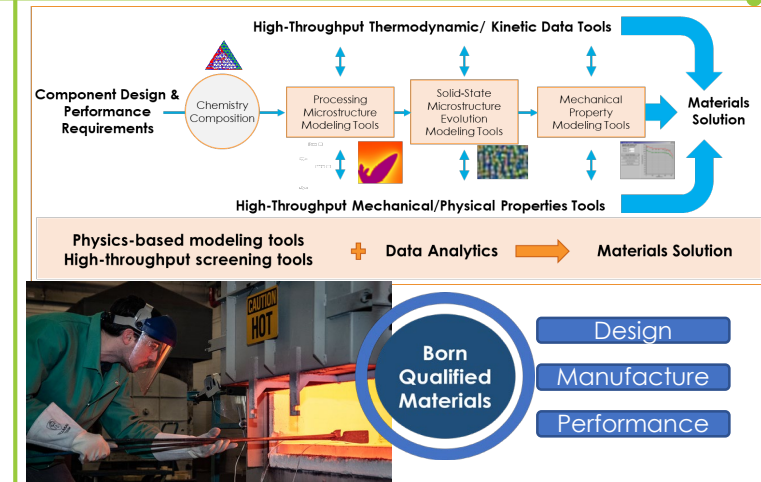 High-Throughput Thermodynamic/ Kinetic Data Tools
Component Design &
Performance
Requirements
Chemistry
Composition
Processing
Microstructure
Modeling Tools
Solid-State
Microstructure
Evolution
Modeling Tools
Mechanical
Property
Modeling Tools
Materials
Solution
High-Throughput Mechanical/Physical Properties Tools
Physics-based modeling tools
High-throughput screening tools
Data Analytics
Materials Solution
CAUTION
HOT
Born
Qualified
Materials
Design
Manufacture
Performance